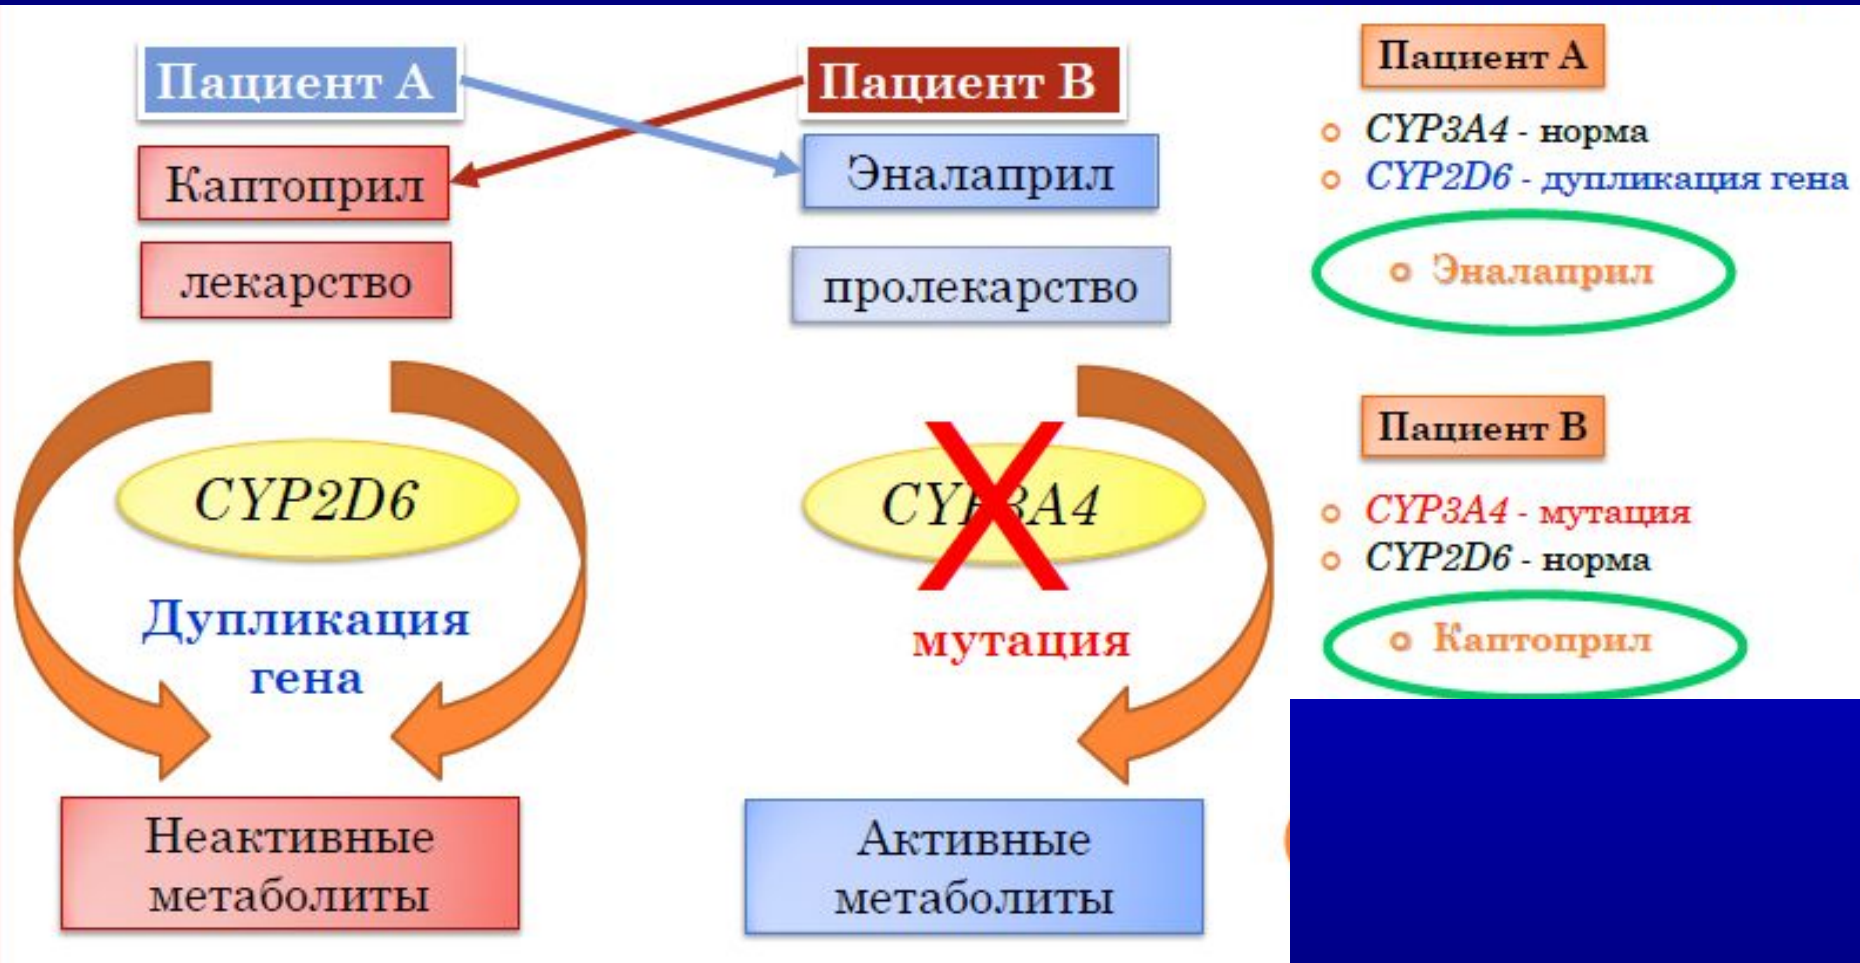 Пациент А
Каптоприл
лекарство
CYP2D6
Дупликация
гена
Неактивные
метаболиты
Пациент В
Эналаприл
пролекарство
CYP3A4
мутация
Активные
метаболиты
Пациент А
CYP3A4 - норма
CYP2D6 - дупликация гена
Эналаприл
Пациент В
CYP3A4 - мутация
CYP2D6 - норма
Каптоприл